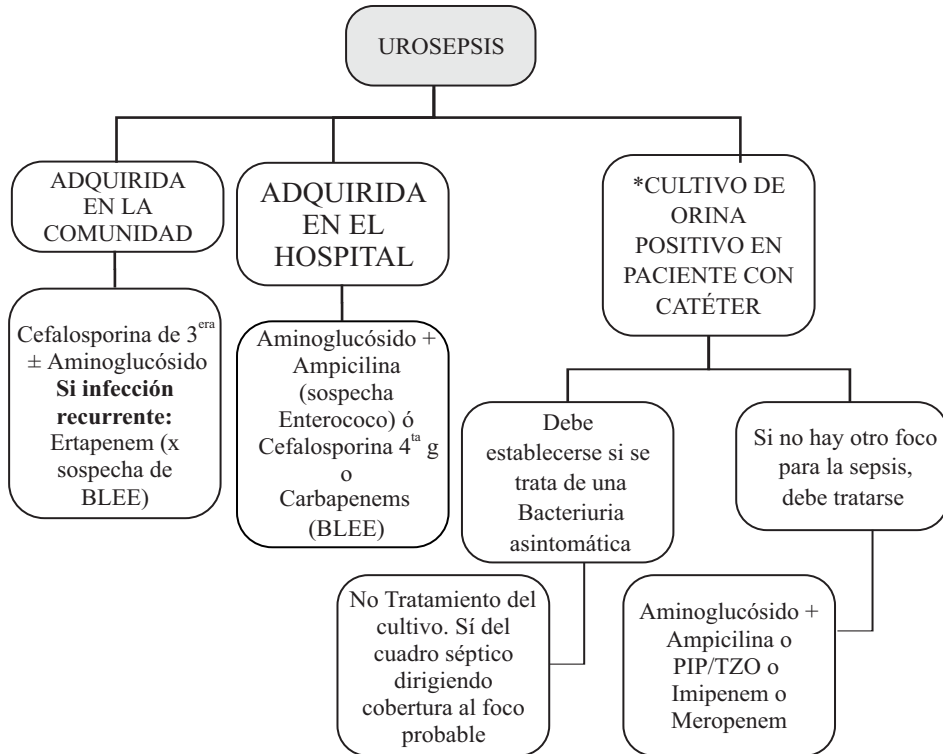 UROSEPSIS
ADQUIRIDA
EN LA
COMUNIDAD
ADQUIRIDA
EN EL
HOSPITAL
*CULTIVO DE
ORINA
POSITIVO EN
PACIENTE CON
CATÉTER
Cefalosporina de 3era
± Aminoglucósido
Si infección
recurrente:
Ertapenem (x
sospecha de
BLEE)
Aminoglucósido +
Ampicilina
(sospecha
Enterococo) ó
Cefalosporina 4ta g
o
Carbapenems
(BLEE)
Debe
establecerse si se
trata de una
Bacteriuria
asintomática
Si no hay otro foco
para la sepsis,
debe tratarse
No Tratamiento del
cultivo. Sí del
cuadro séptico
dirigiendo
cobertura al foco
probable
Aminoglucósido +
Ampicilina o
PIP/TZO o
Imipenem o
Meropenem